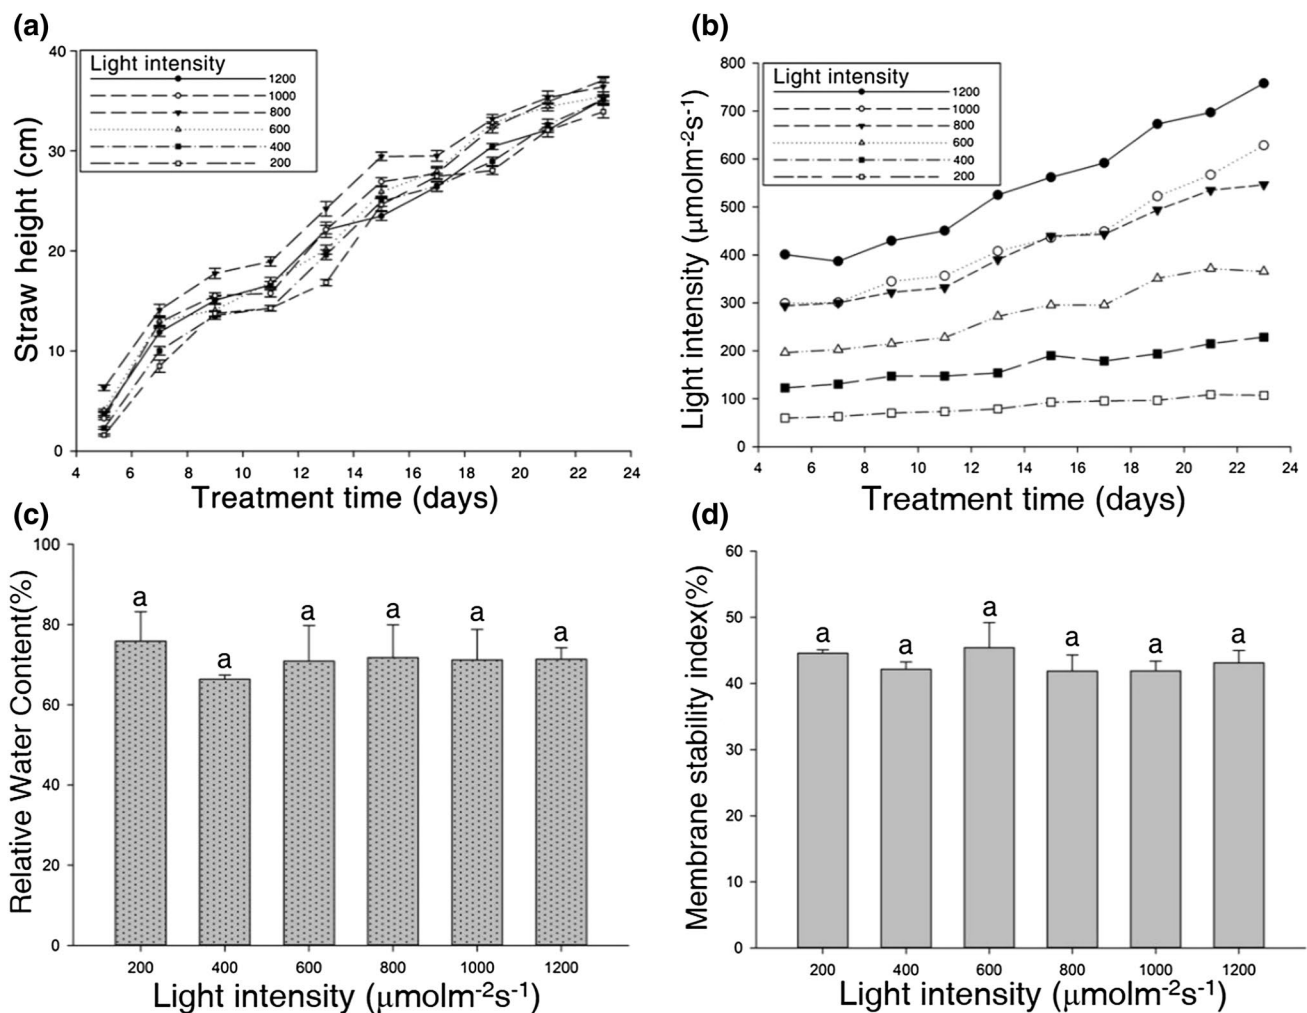 (a)
Light intensity
1200
1000
800
600
400
200
40
30
20
10
0
4 6 8 10 12 14 16 18 20 22 24
Straw height (cm)
Treatment time (days)
(b)
Light intensity
1200
1000
800
600
400
200
800
700
600
500
400
300
200
100
0
4 6 8 10 12 14 16 18 20 22 24
Light intensity (μmolm-2s-1)
Treatment time (days)
(c)
100
80
60
40
20
0
a a a a a a
200 400 600 800 1000 1200
Relative Water Content(%)
Light intensity (μmolm-2s-1)
(d)
60
50
40
30
20
10
0
a a a a a a
200 400 600 800 1000 1200
Membrane stability index(%)
Light intensity (μmolm-2s-1)